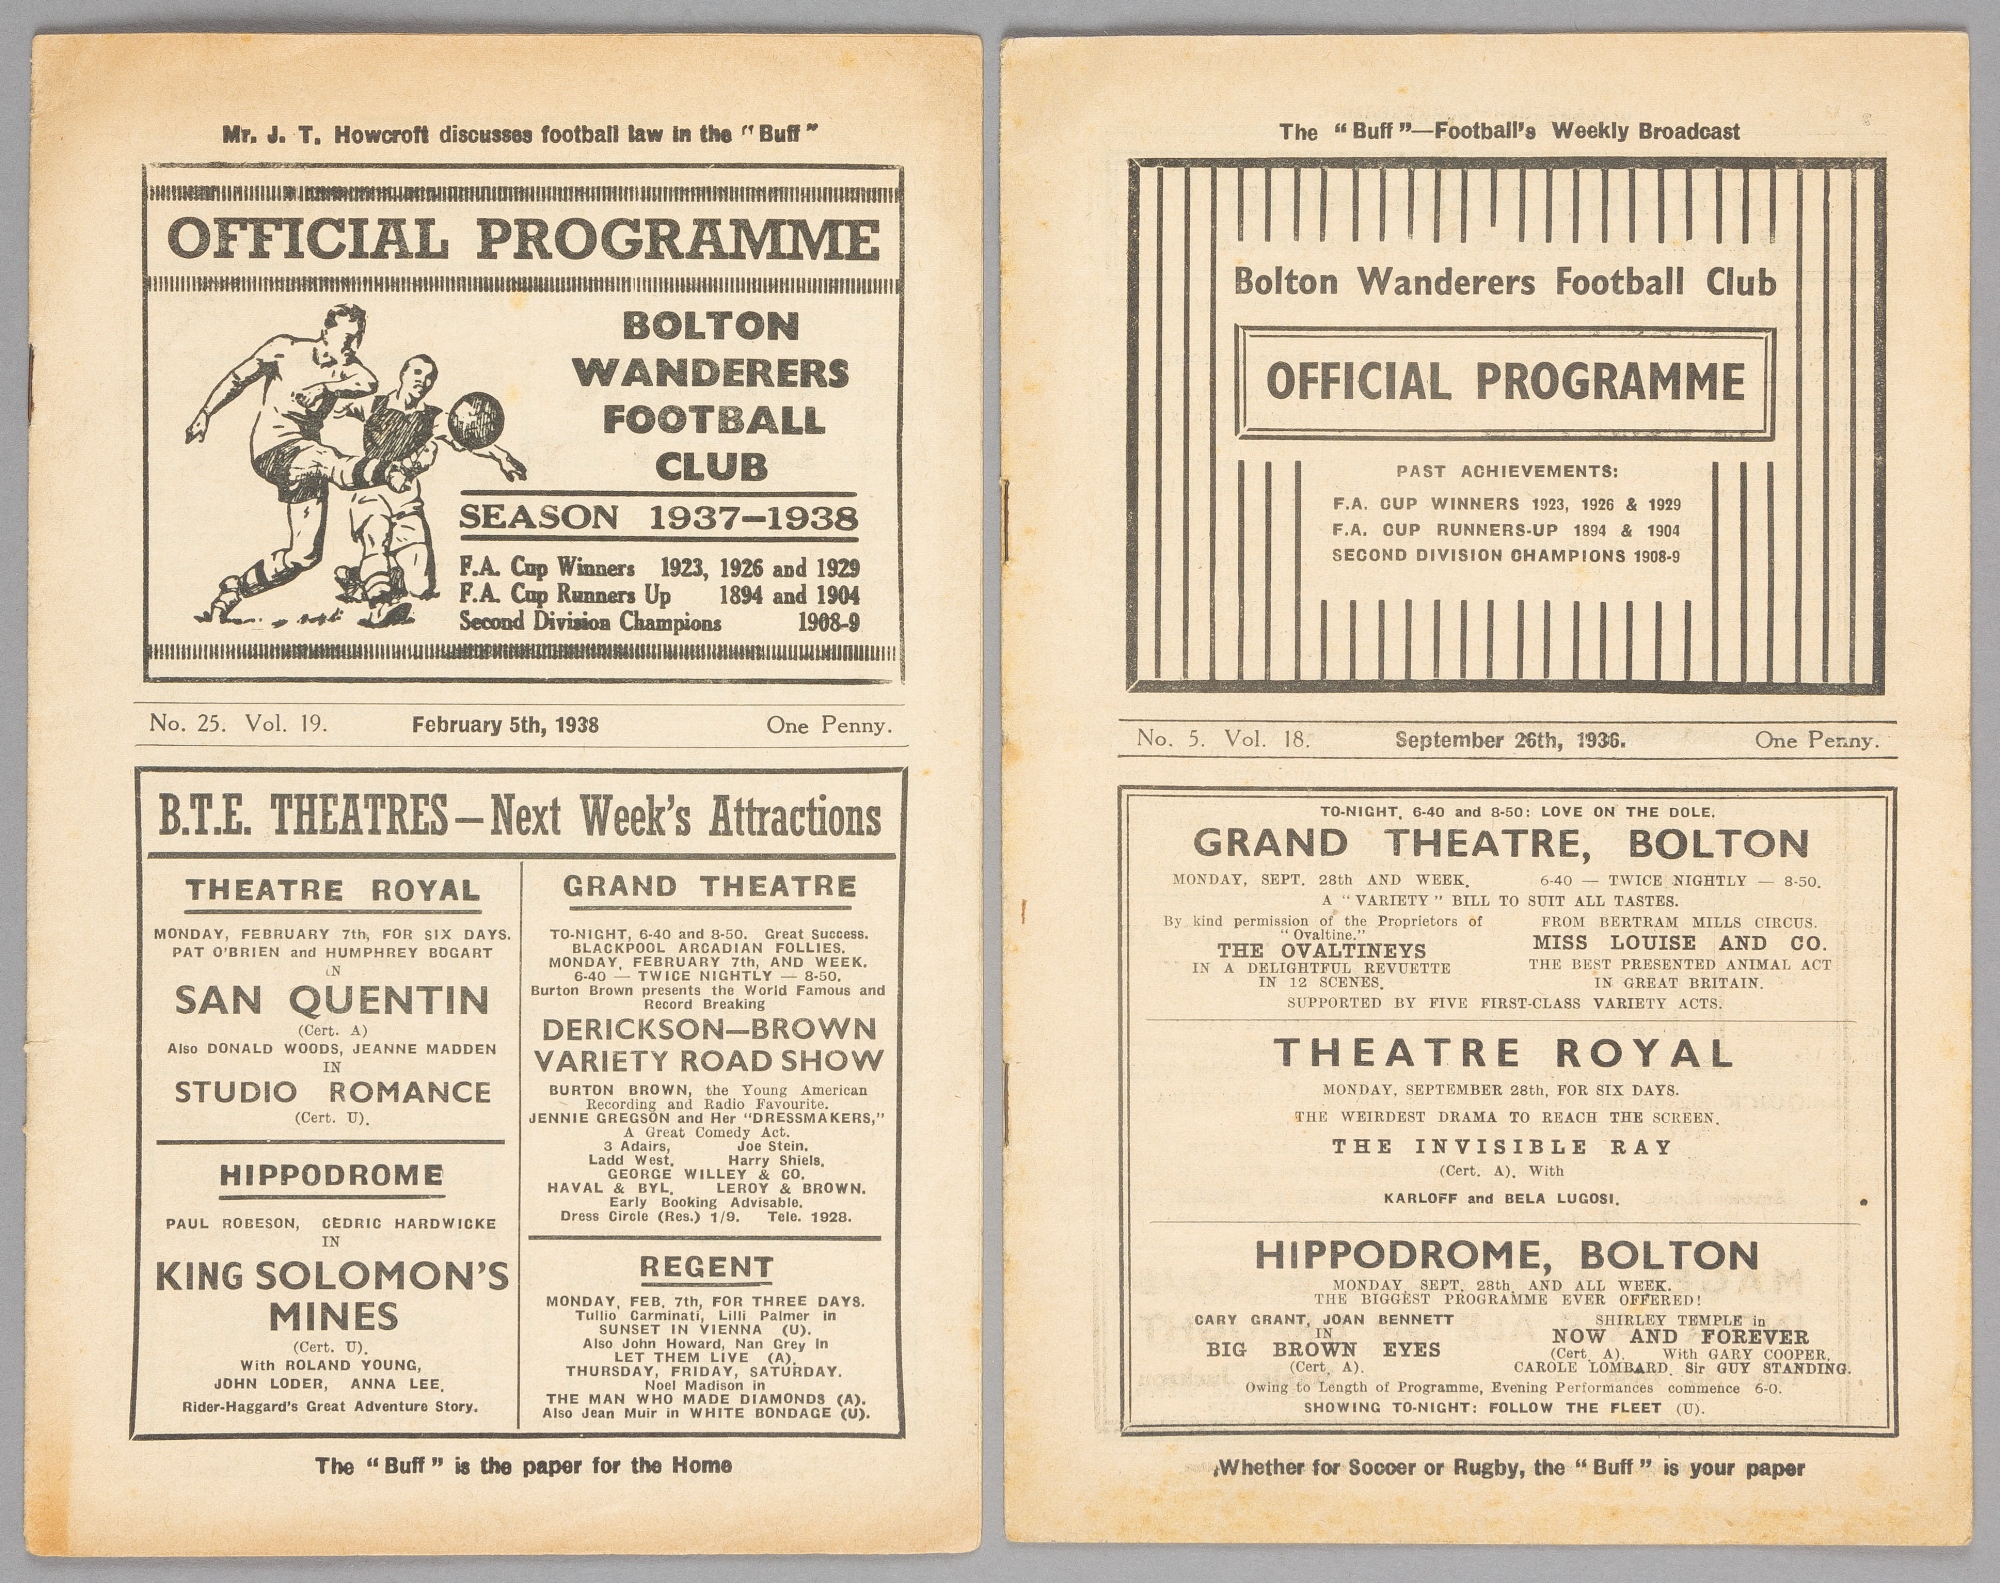 Mr. J. T. Howcroft discusses football law in the "Buff"
OFFICIAL PROGRAMME
BOLTON
WANDERERS
FOOTBALL
CLUB
SEASON 1937-1938
F.A. Cup Winners 1923, 1926 and 1929
F.A. Cup Runners Up 1894 and 1904
Second Division Champions 1908-9
No. 25. Vol. 19. February 5th, 1938 One Penny.
B.T.E. THEATRES—Next Week's Attractions
THEATRE ROYAL
MONDAY, FEBRUARY 7th, FOR SIX DAYS.
PAT O'BRIEN and HUMPHREY BOGART
IN
SAN QUENTIN
(Cert. A)
Also DONALD WOODS, JEANNE MADDEN
IN
STUDIO ROMANCE
(Cert. U).
HIPPODROME
PAUL ROBESON, CEDRIC HARDWICKE
IN
KING SOLOMON'S
MINES
(Cert. U).
With ROLAND YOUNG,
JOHN LODER, ANNA LEE.
Rider-Haggard's Great Adventure Story.
GRAND THEATRE
TO-NIGHT, 6-40 and 8-50. Great Success.
BLACKPOOL ARCADIAN FOLLIES.
MONDAY, FEBRUARY 7th, AND WEEK.
6-40 — TWICE NIGHTLY — 8-50.
Burton Brown presents the World Famous and
Record Breaking
DERICKSON—BROWN
VARIETY ROAD SHOW
BURTON BROWN, the Young American
Recording and Radio Favourite.
JENNIE GREGSON and Her "DRESSMAKERS,"
A Great Comedy Act.
3 Adairs, Joe Stein.
Ladd West. Harry Shiels.
GEORGE WILLEY & CO.
HAVAL & BYL. LEROY & BROWN.
Early Booking Advisable.
Dress Circle (Res.) 1/9. Tele. 1928.
REGENT
MONDAY, FEB. 7th, FOR THREE DAYS.
Tullio Carminati, Lilli Palmer in
SUNSET IN VIENNA (U).
Also John Howard, Nan Grey In
LET THEM LIVE (A).
THURSDAY, FRIDAY, SATURDAY.
Noel Madison in
THE MAN WHO MADE DIAMONDS (A).
Also Jean Muir in WHITE BONDAGE (U).
The "Buff" is the paper for the Home
The "Buff"—Football's Weekly Broadcast
Bolton Wanderers Football Club
OFFICIAL PROGRAMME
PAST ACHIEVEMENTS:
F.A. CUP WINNERS 1923, 1926 & 1929
F.A. CUP RUNNERS-UP 1894 & 1904
SECOND DIVISION CHAMPIONS 1908-9
No. 5. Vol. 18. September 26th, 1936. One Penny.
TO-NIGHT, 6-40 and 8-50: LOVE ON THE DOLE.
GRAND THEATRE, BOLTON
MONDAY, SEPT. 28th AND WEEK. 6-40 — TWICE NIGHTLY — 8-50.
A "VARIETY" BILL TO SUIT ALL TASTES.
By kind permission of the Proprietors of
"Ovaltine."
THE OVALTINEYS
IN A DELIGHTFUL REVUETTE
IN 12 SCENES.
FROM BERTRAM MILLS CIRCUS.
MISS LOUISE AND CO.
THE BEST PRESENTED ANIMAL ACT
IN GREAT BRITAIN.
SUPPORTED BY FIVE FIRST-CLASS VARIETY ACTS.
THEATRE ROYAL
MONDAY, SEPTEMBER 28th, FOR SIX DAYS.
THE WEIRDEST DRAMA TO REACH THE SCREEN.
THE INVISIBLE RAY
(Cert. A). With
KARLOFF and BELA LUGOSI.
HIPPODROME, BOLTON
MONDAY, SEPT. 28th, AND ALL WEEK.
THE BIGGEST PROGRAMME EVER OFFERED!
CARY GRANT, JOAN BENNETT
IN
BIG BROWN EYES
(Cert. A).
SHIRLEY TEMPLE in
NOW AND FOREVER
(Cert. A). With GARY COOPER,
CAROLE LOMBARD. Sir GUY STANDING.
Owing to Length of Programme, Evening Performances commence 6-0.
SHOWING TO-NIGHT: FOLLOW THE FLEET (U).
Whether for Soccer or Rugby, the "Buff" is your paper